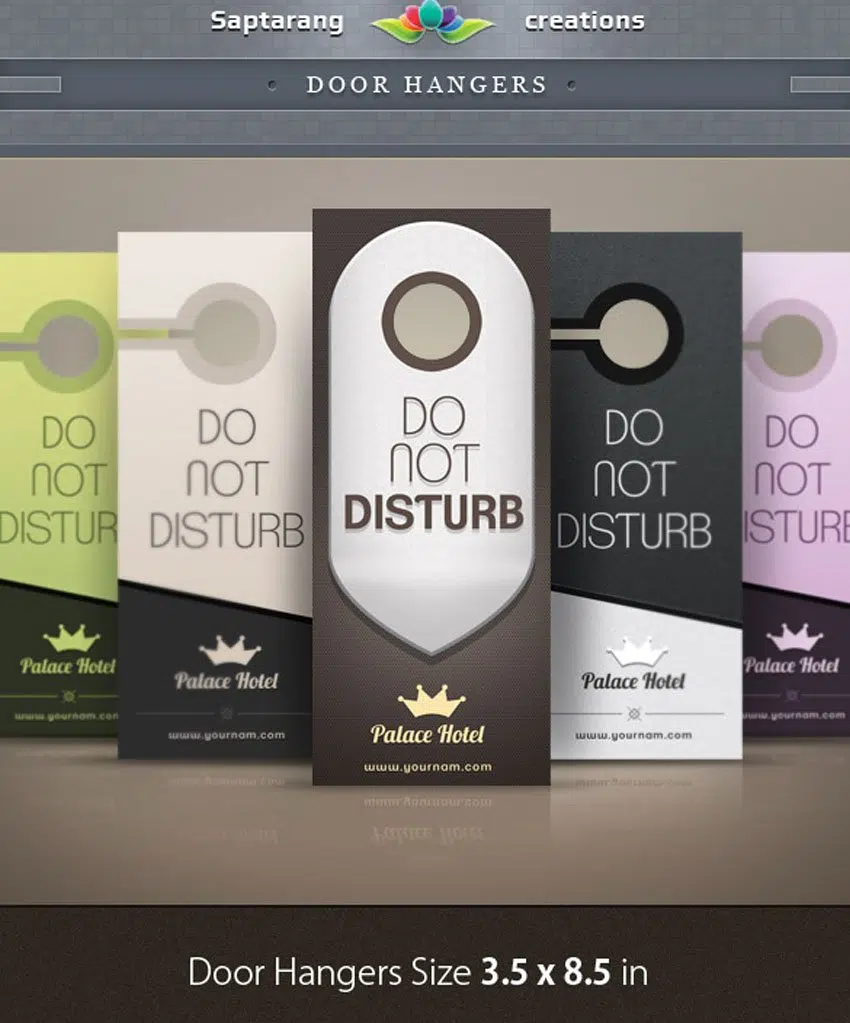 Saptarang creations
DOOR HANGERS
DO
NOT
DISTUR
Palace Hotel
www.yournam.com
DO
NOT
DISTURB
Palace Hotel
www.yournam.com
DO
NOT
DISTURB
Palace Hotel
www.yournam.com
DO
NOT
DISTURB
Palace Hotel
www.yournam.com
DO
NOT
ISTURB
Palace Hotel
www.yournam.com
Door Hangers Size 3.5 x 8.5 in